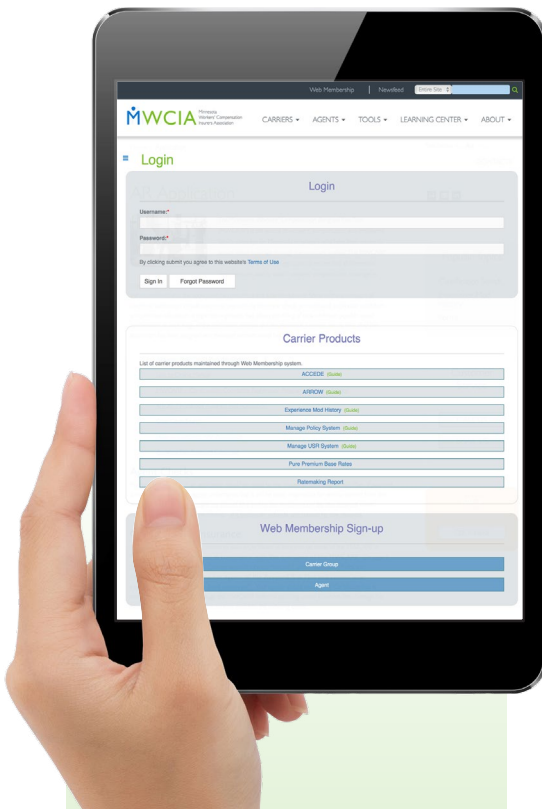 Web Membership | Newsfeed Entire Site
MWCIA Minnesota Workers' Compensation Insurers Association
CARRIERS AGENTS TOOLS LEARNING CENTER ABOUT
Login
Login
Username:*
Password:*
By clicking submit you agree to this website's Terms of Use
Sign In Forgot Password
Carrier Products
List of carrier products maintained through Web Membership system.
ACCEDE (Guide)
ARROW (Guide)
Experience Mod History (Guide)
Manage Policy System (Guide)
Manage USR System (Guide)
Pure Premium Base Rates
Ratemaking Report
Web Membership Sign-up
Carrier Group
Agent